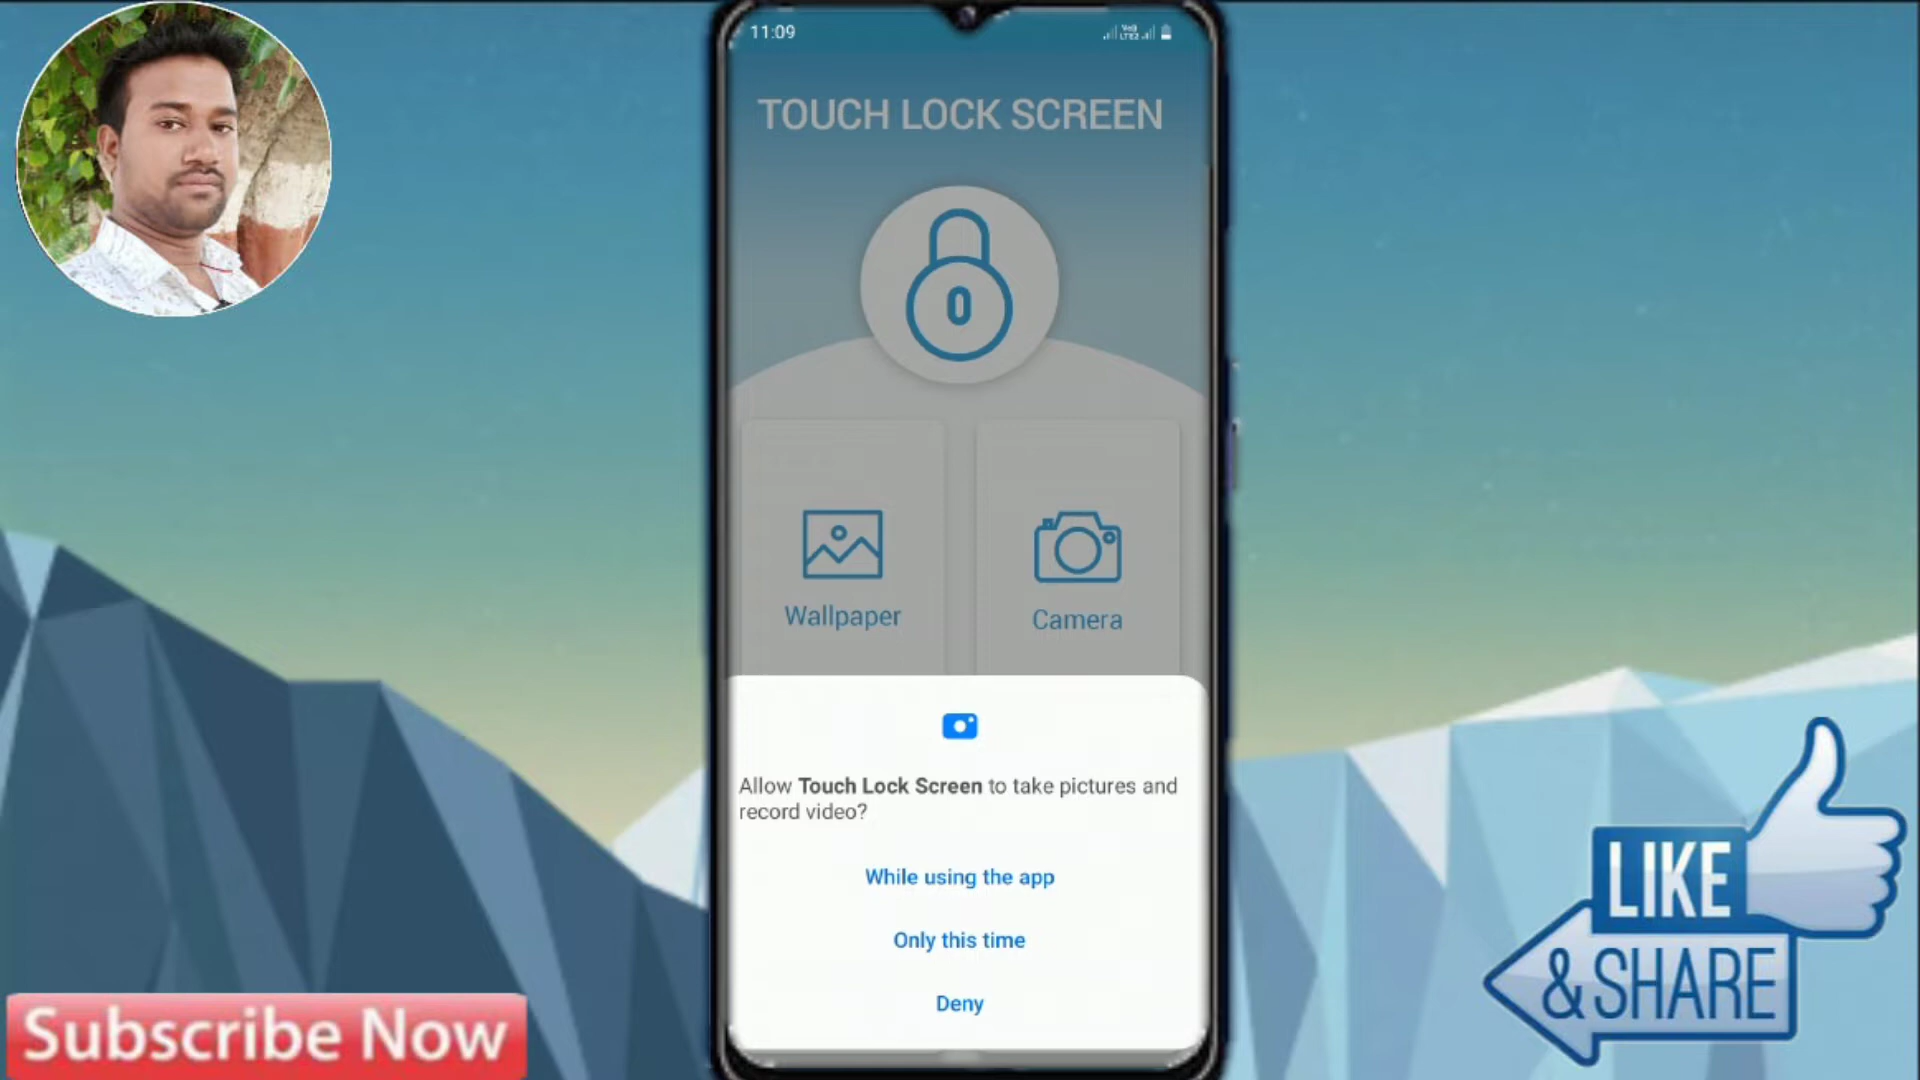 11:09
TOUCH LOCK SCREEN
Wallpaper
Camera
Allow Touch Lock Screen to take pictures and
record video?
While using the app
Only this time
Deny
Subscribe Now
LIKE
& SHARE